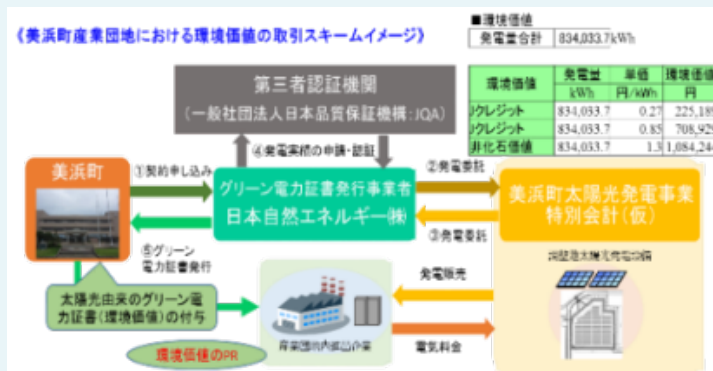 《美浜町産業団地における環境価値の取引スキームイメージ》
■環境価値
発電量合計 834,033.7kWh
環境価値 発電量 単価 環境価値
kWh 円/kWh 円
Jクレジット 834,033.7 0.27 225,189
Jクレジット 834,033.7 0.85 708,929
非化石価値 834,033.7 1.3 1,084,244
第三者認証機関
(一般社団法人日本品質保証機構:JQA)
④発電実績の申請・認証
美浜町
①契約申し込み
グリーン電力証書発行事業者
日本自然エネルギー㈱
②発電委託
③発電委託
美浜町太陽光発電事業
特別会計(仮)
⑤グリーン
電力証書発行
太陽光由来のグリーン電
力証書(環境価値)の付与
環境価値のPR
発電販売
電気料金